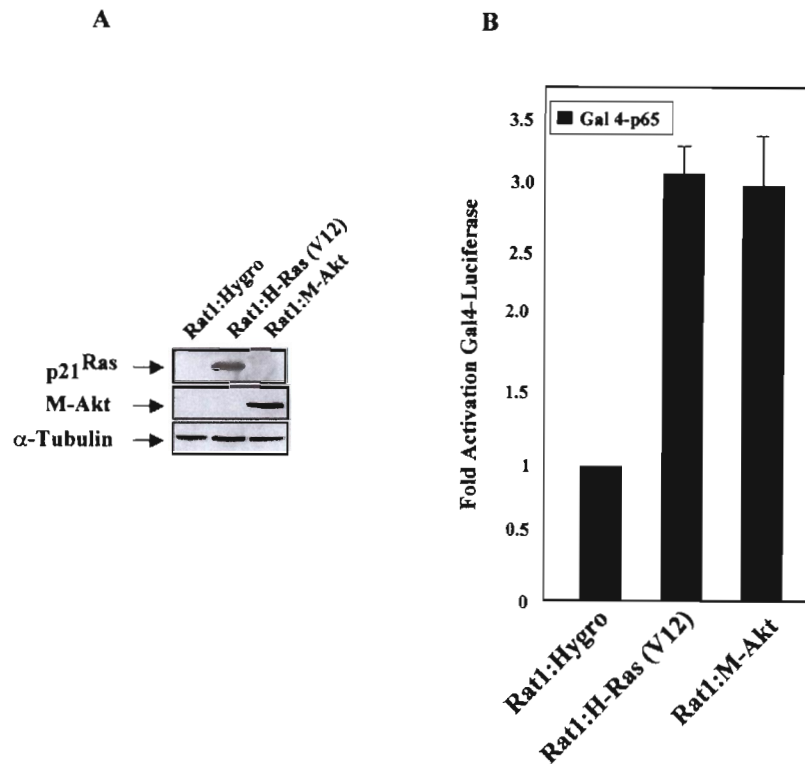 A
Rat1:Hygro
Rat1:H-Ras (V12)
Rat1:M-Akt
p21Ras
M-Akt
α-Tubulin
B
Gal 4-p65
Fold Activation Gal4-Luciferase
3.5
3.0
2.5
2.0
1.5
1
0.5
0
Rat1:Hygro
Rat1:H-Ras (V12)
Rat1:M-Akt